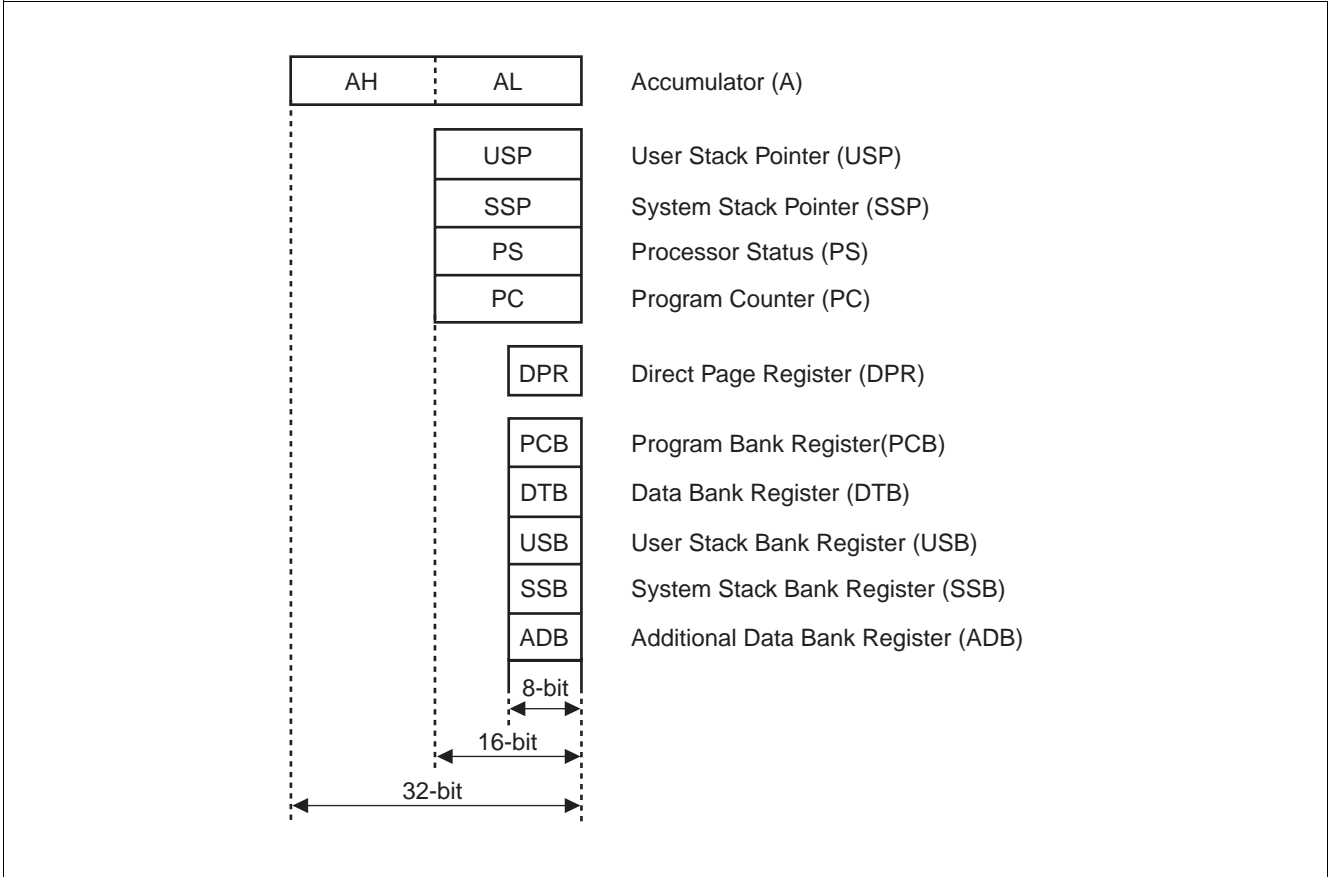 AH AL Accumulator (A)
USP User Stack Pointer (USP)
SSP System Stack Pointer (SSP)
PS Processor Status (PS)
PC Program Counter (PC)
DPR Direct Page Register (DPR)
PCB Program Bank Register(PCB)
DTB Data Bank Register (DTB)
USB User Stack Bank Register (USB)
SSB System Stack Bank Register (SSB)
ADB Additional Data Bank Register (ADB)
8-bit
16-bit
32-bit